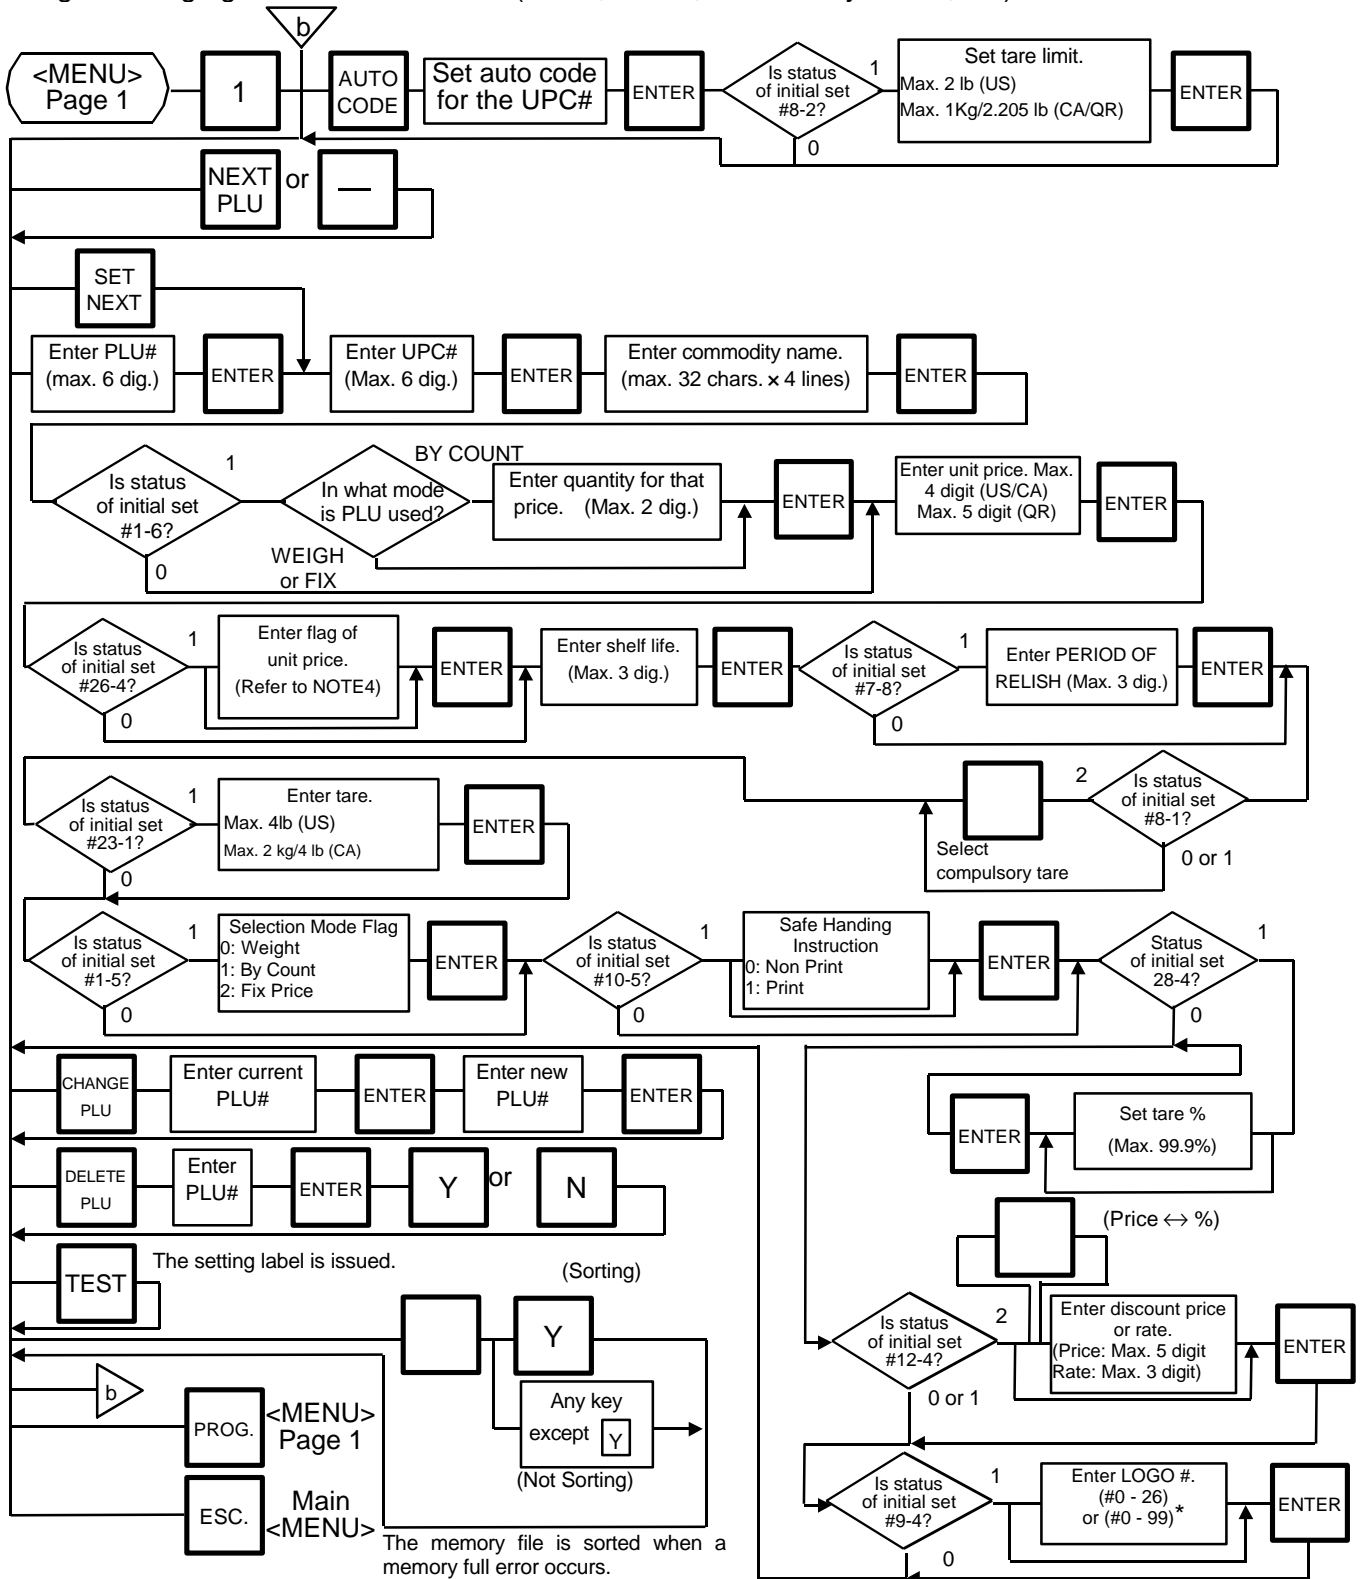 b
<MENU>
Page 1
1
AUTO
CODE
Set auto code
for the UPC#
ENTER
Is status
of initial set
#8-2?
1
0
Set tare limit.
Max. 2 lb (US)
Max. 1Kg/2.205 lb (CA/QR)
ENTER
NEXT
PLU
or
—
SET
NEXT
Enter PLU#
(max. 6 dig.)
ENTER
Enter UPC#
(Max. 6 dig.)
ENTER
Enter commodity name.
(max. 32 chars. × 4 lines)
ENTER
Is status
of initial set
#1-6?
1
0
In what mode
is PLU used?
BY COUNT
WEIGH
or FIX
Enter quantity for that
price. (Max. 2 dig.)
ENTER
Enter unit price. Max.
4 digit (US/CA)
Max. 5 digit (QR)
ENTER
Is status
of initial set
#26-4?
1
0
Enter flag of
unit price.
(Refer to NOTE4)
ENTER
Enter shelf life.
(Max. 3 dig.)
ENTER
Is status
of initial set
#7-8?
1
0
Enter PERIOD OF
RELISH (Max. 3 dig.)
ENTER
Is status
of initial set
#8-1?
2
0 or 1
Select
compulsory tare
Is status
of initial set
#23-1?
1
0
Enter tare.
Max. 4lb (US)
Max. 2 kg/4 lb (CA)
ENTER
Is status
of initial set
#1-5?
1
0
Selection Mode Flag
0: Weight
1: By Count
2: Fix Price
ENTER
Is status
of initial set
#10-5?
1
0
Safe Handing
Instruction
0: Non Print
1: Print
ENTER
Status
of initial set
28-4?
1
0
CHANGE
PLU
Enter current
PLU#
ENTER
Enter new
PLU#
ENTER
ENTER
Set tare %
(Max. 99.9%)
DELETE
PLU
Enter
PLU#
ENTER
Y
or
N
(Price ↔ %)
TEST
The setting label is issued.
(Sorting)
Y
Any key
except Y
(Not Sorting)
Is status
of initial set
#12-4?
2
0 or 1
Enter discount price
or rate.
(Price: Max. 5 digit
Rate: Max. 3 digit)
ENTER
b
PROG.
<MENU>
Page 1
ESC.
Main
<MENU>
The memory file is sorted when a
memory full error occurs.
Is status
of initial set
#9-4?
1
0
Enter LOGO #.
(#0 - 26)
or (#0 - 99)*
ENTER